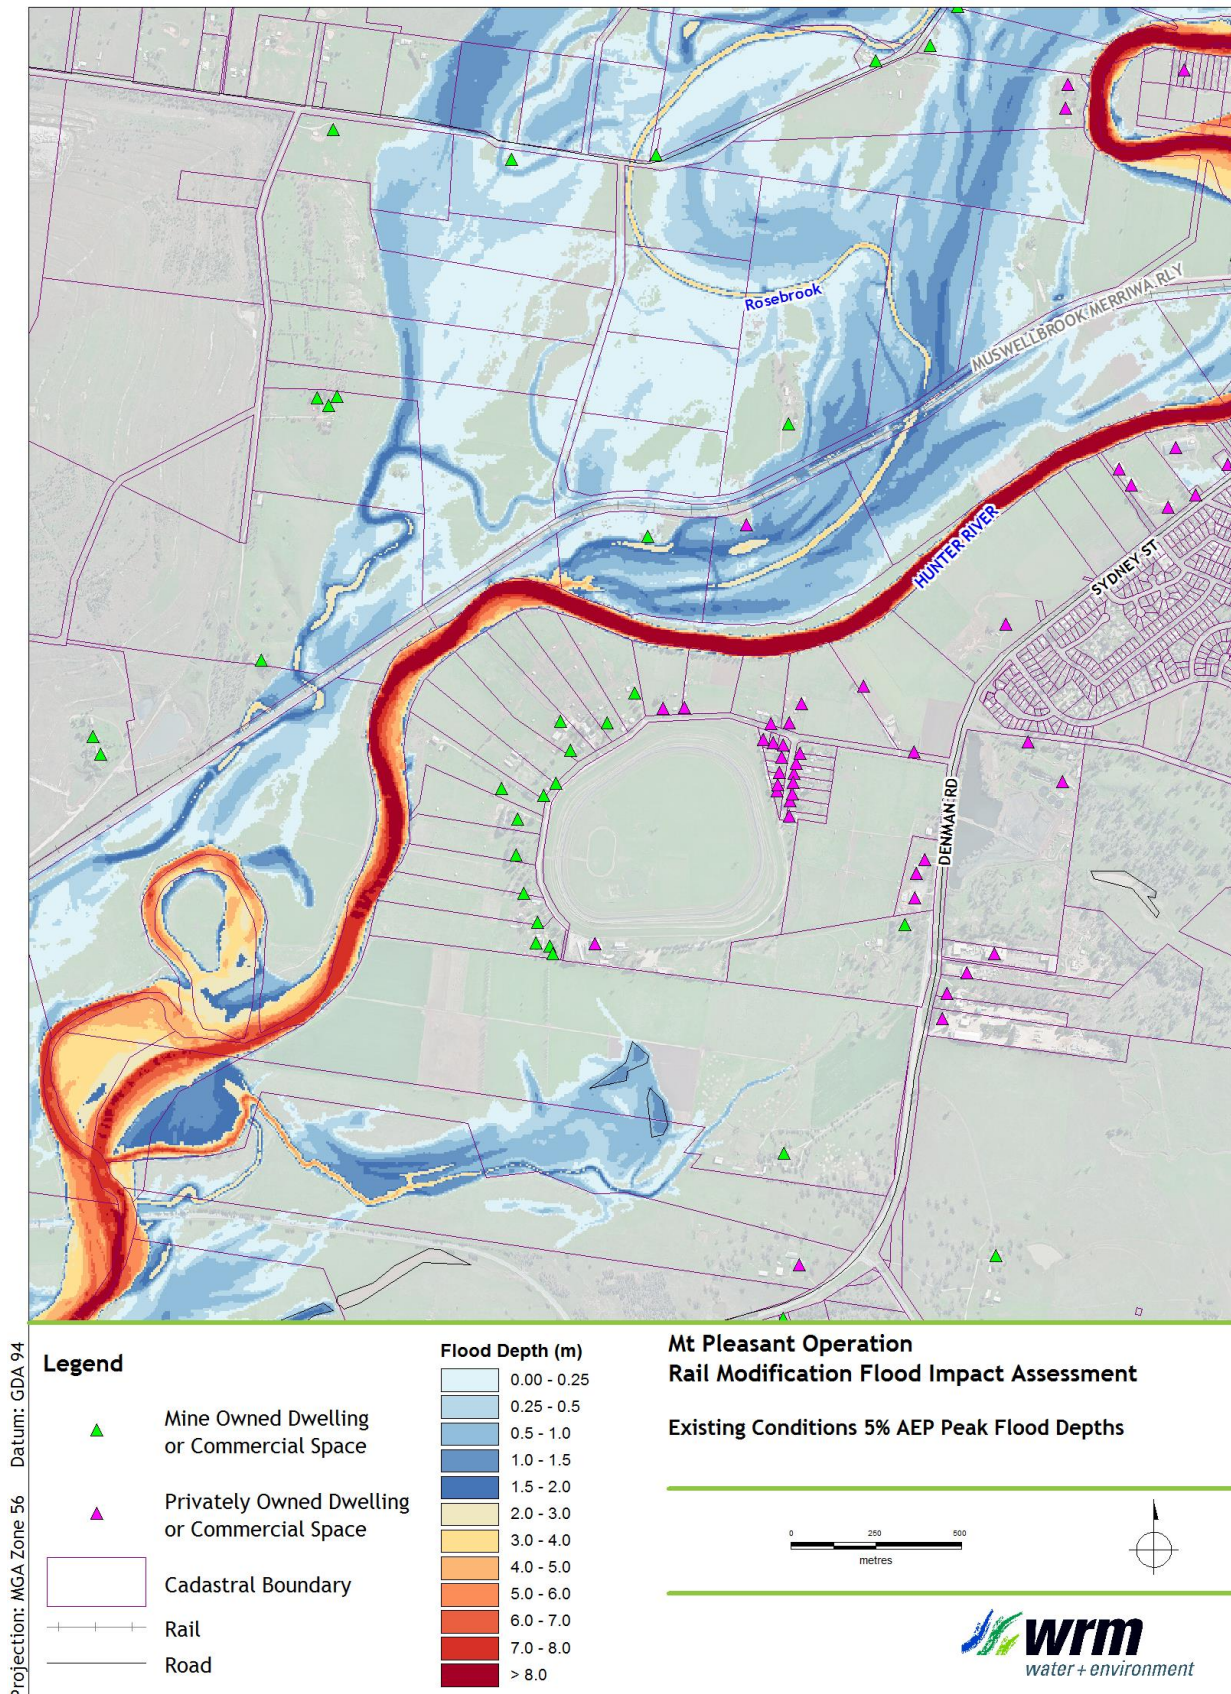 Rosebrook
MUSWELLBROOK MERRIWA RLY
HUNTER RIVER
SYDNEY ST
DENMAN RD
Projection: MGA Zone 56 Datum: GDA 94
Legend
Mine Owned Dwelling
or Commercial Space
Privately Owned Dwelling
or Commercial Space
Cadastral Boundary
Rail
Road
Flood Depth (m)
0.00 - 0.25
0.25 - 0.5
0.5 - 1.0
1.0 - 1.5
1.5 - 2.0
2.0 - 3.0
3.0 - 4.0
4.0 - 5.0
5.0 - 6.0
6.0 - 7.0
7.0 - 8.0
> 8.0
Mt Pleasant Operation
Rail Modification Flood Impact Assessment
Existing Conditions 5% AEP Peak Flood Depths
0 250 500
metres
wrm
water + environment